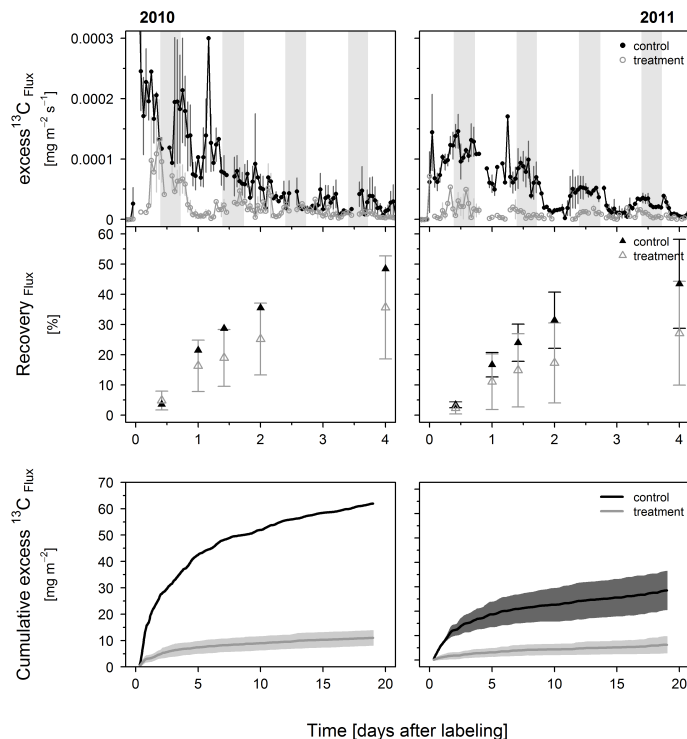 2010 2011
0.0003
0.0002
0.0001
0
excess¹³C Flux
[mg m⁻² s⁻¹]
control
treatment
60
50
40
30
20
10
0
Recovery Flux
[%]
control
treatment
0 1 2 3 4 0 1 2 3 4
70
60
50
40
30
20
10
0
Cumulative excess ¹³C Flux
[mg m⁻²]
control
treatment
0 5 10 15 20 0 5 10 15 20
Time [days after labeling]